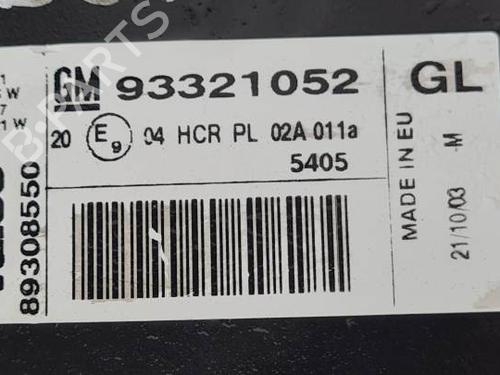 1
W
7
1 W
89308550
GM 93321052
20 E9 04 HCR PL 02A 011a
5405
GL
MADE IN EU
21/10/03 -M
B-PARTS